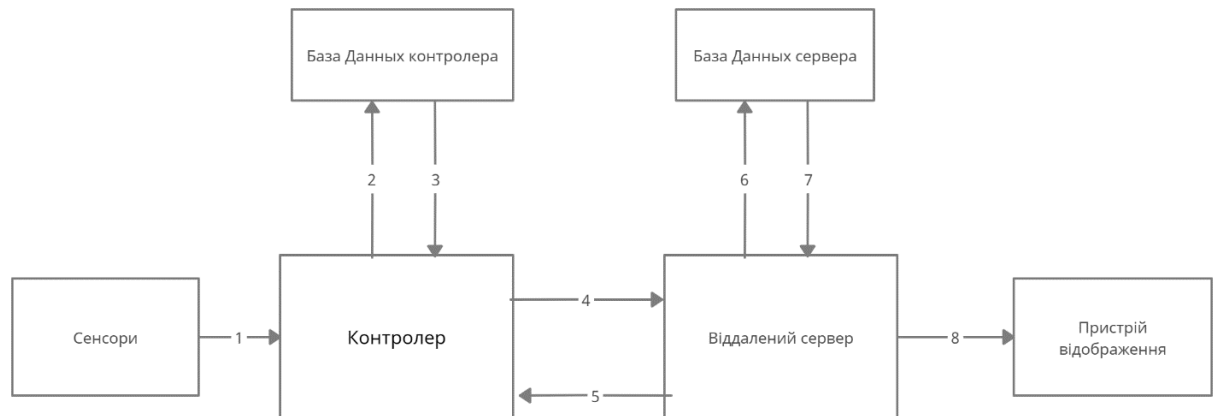 База Данных контролера
База Данных сервера
2
3
6
7
Сенсори
1
Контролер
4
5
Віддалений сервер
8
Пристрій
відображення